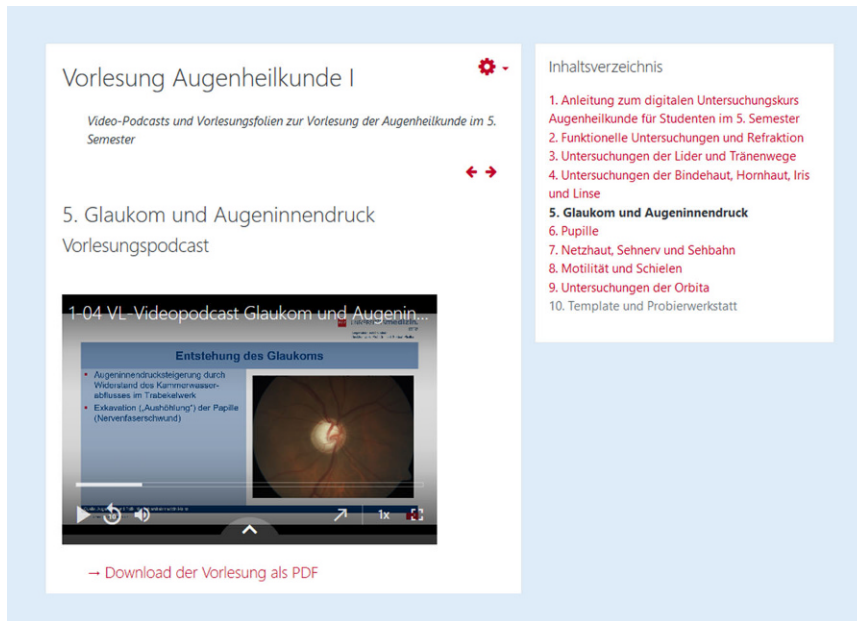 Vorlesung Augenheilkunde I
Video-Podcasts und Vorlesungsfolien zur Vorlesung der Augenheilkunde im 5.
Semester
5. Glaukom und Augeninnendruck
Vorlesungspodcast
1-04 VL-Videopodcast Glaukom und Augenin...
Entstehung des Glaukoms
Augeninnendrucksteigerung durch
Widerstand des Kammerwasser-
abflusses im Trabekelwerk
Exkavation („Aushöhlung“) der Papille
(Nervenfaserschwund)
1x
→ Download der Vorlesung als PDF
Inhaltsverzeichnis
1. Anleitung zum digitalen Untersuchungskurs
Augenheilkunde für Studenten im 5. Semester
2. Funktionelle Untersuchungen und Refraktion
3. Untersuchungen der Lider und Tränenwege
4. Untersuchungen der Bindehaut, Hornhaut, Iris
und Linse
5. Glaukom und Augeninnendruck
6. Pupille
7. Netzhaut, Sehnerv und Sehbahn
8. Motilität und Schielen
9. Untersuchungen der Orbita
10. Template und Probierwerkstatt